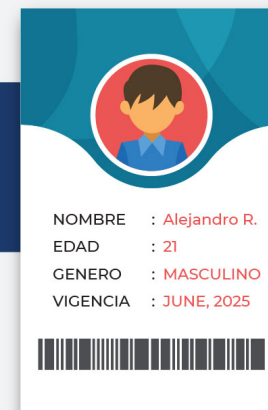 NOMBRE : Alejandro R.
EDAD : 21
GENERO : MASCULINO
VIGENCIA : JUNE, 2025